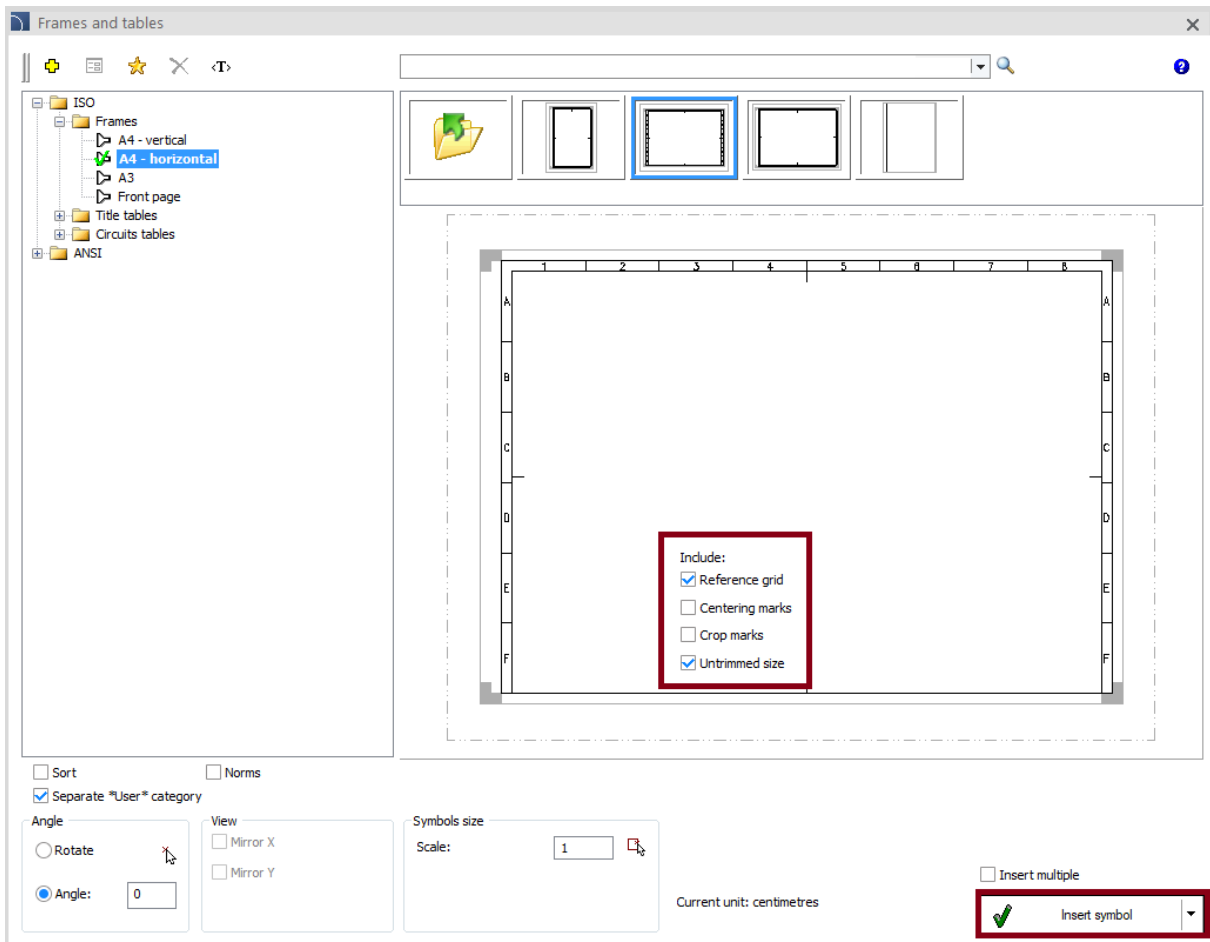 Frames and tables
<T>
ISO
Frames
A4 - vertical
A4 - horizontal
A3
Front page
Title tables
Circuits tables
ANSI
1 2 3 4 5 6 7 8
A A
B B
C C
D D
E E
F F
Include:
Reference grid
Centering marks
Crop marks
Untrimmed size
Sort Norms
Separate *User* category
Angle
Rotate
Angle: 0
View
Mirror X
Mirror Y
Symbols size
Scale: 1
Current unit: centimetres
Insert multiple
Insert symbol